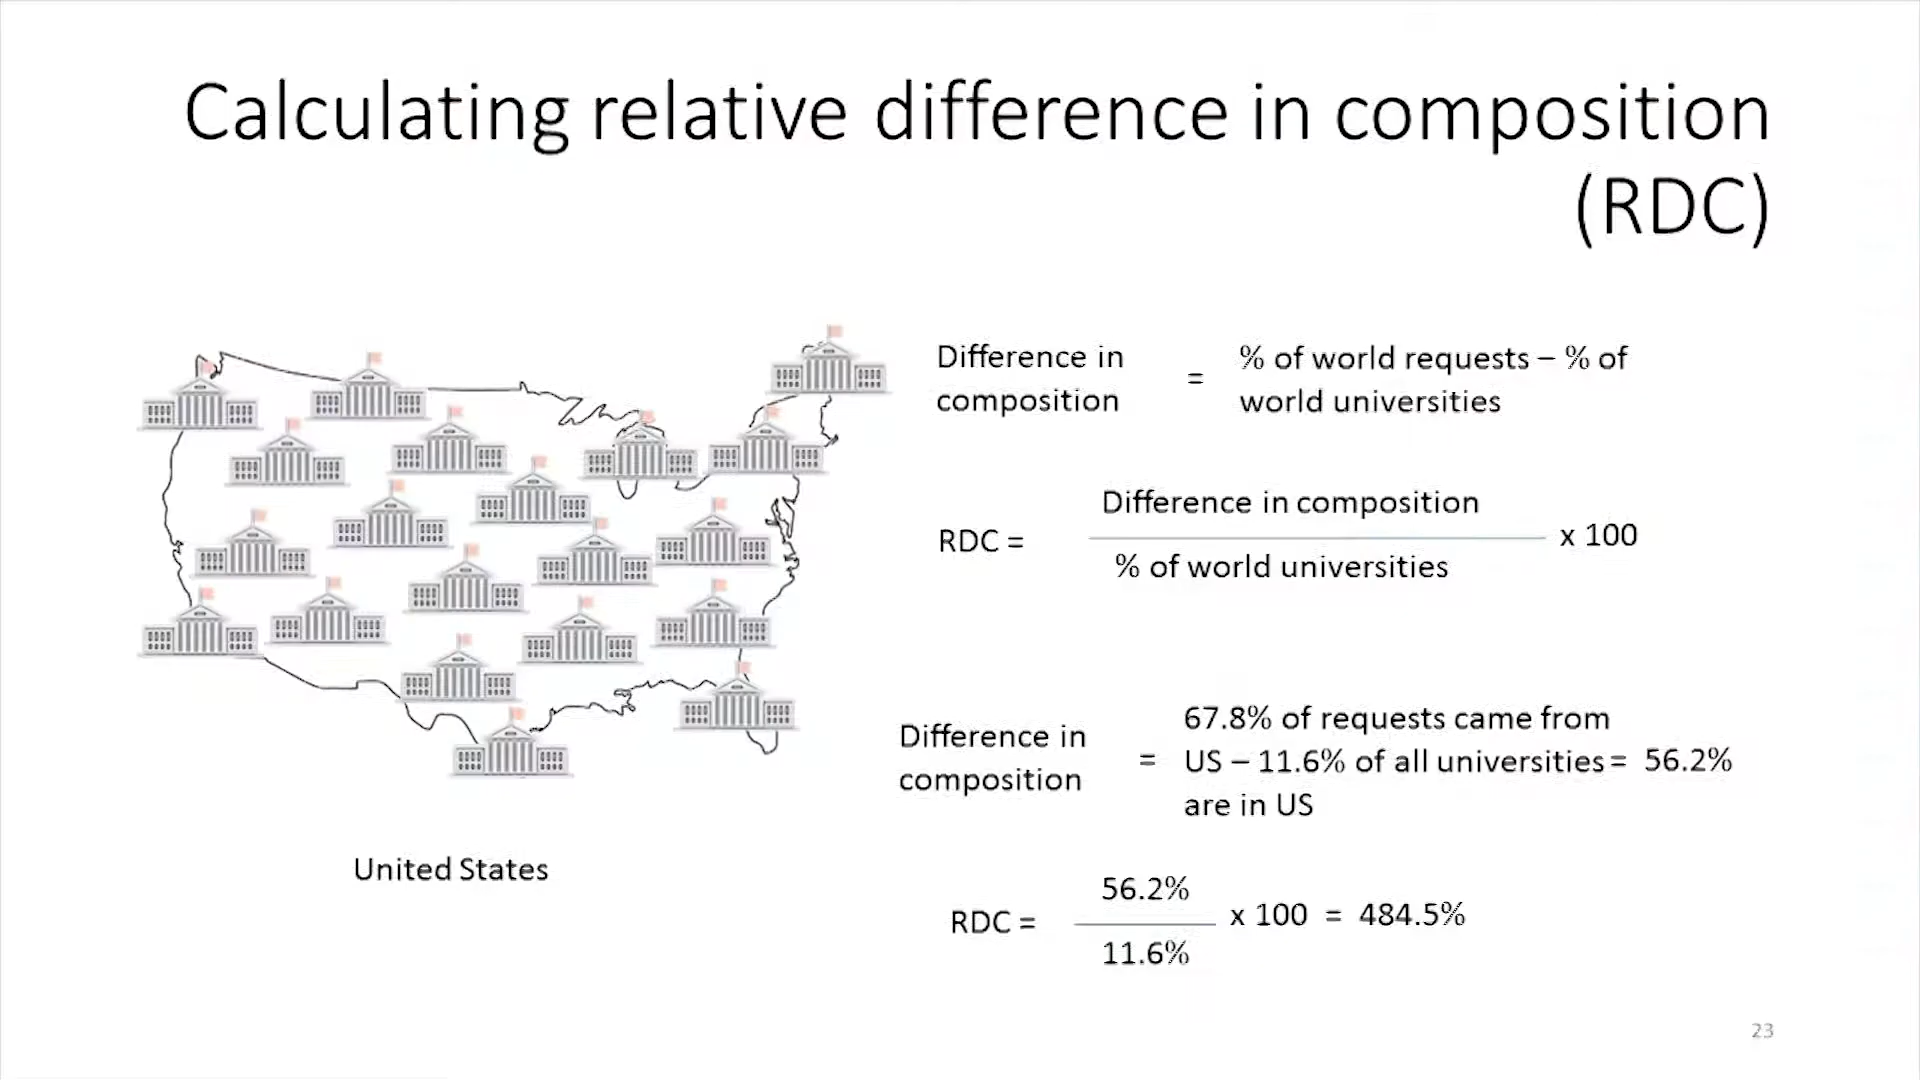 Calculating relative difference in composition
(RDC)
Difference in
composition
=
% of world requests – % of
world universities
RDC =
Difference in composition
% of world universities
x 100
Difference in
composition
=
67.8% of requests came from
US – 11.6% of all universities = 56.2%
are in US
United States
RDC =
56.2%
11.6%
x 100 = 484.5%
23